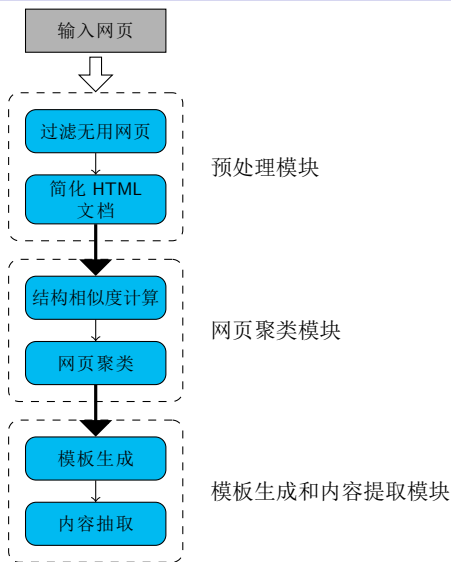 输入网页
过滤无用网页
简化 HTML
文档
预处理模块
结构相似度计算
网页聚类
网页聚类模块
模板生成
内容抽取
模板生成和内容提取模块